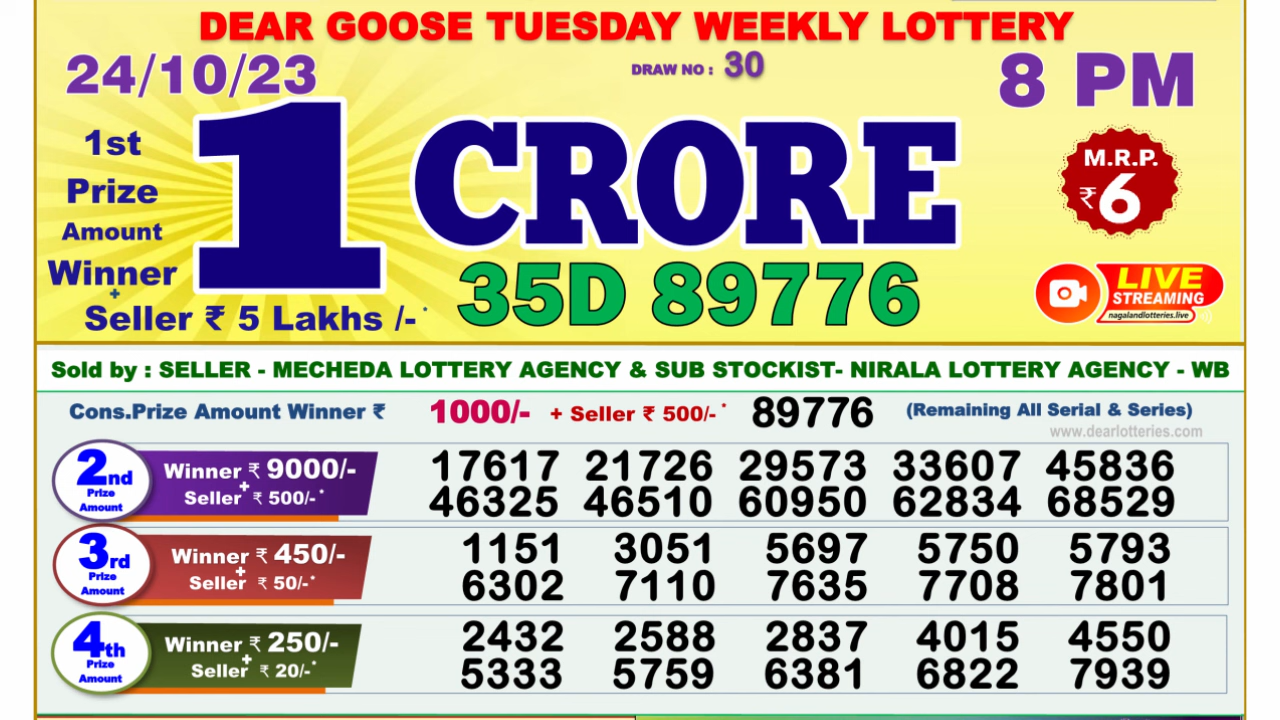 DEAR GOOSE TUESDAY WEEKLY LOTTERY
24/10/23
DRAW NO : 30
8 PM
1st
Prize
Amount
Winner
+
Seller ₹ 5 Lakhs /-*
1 CRORE
35D 89776
M.R.P.
₹6
LIVE
STREAMING
nagalandlotteries.live
Sold by : SELLER - MECHEDA LOTTERY AGENCY & SUB STOCKIST- NIRALA LOTTERY AGENCY - WB
Cons.Prize Amount Winner ₹ 1000/- + Seller ₹ 500/-* 89776 (Remaining All Serial & Series)
www.dearlotteries.com
2nd
Prize
Amount
Winner ₹ 9000/-
+
Seller ₹ 500/-*
17617 21726 29573 33607 45836
46325 46510 60950 62834 68529
3rd
Prize
Amount
Winner ₹ 450/-
+
Seller ₹ 50/-*
1151 3051 5697 5750 5793
6302 7110 7635 7708 7801
4th
Prize
Amount
Winner ₹ 250/-
+
Seller ₹ 20/-*
2432 2588 2837 4015 4550
5333 5759 6381 6822 7939